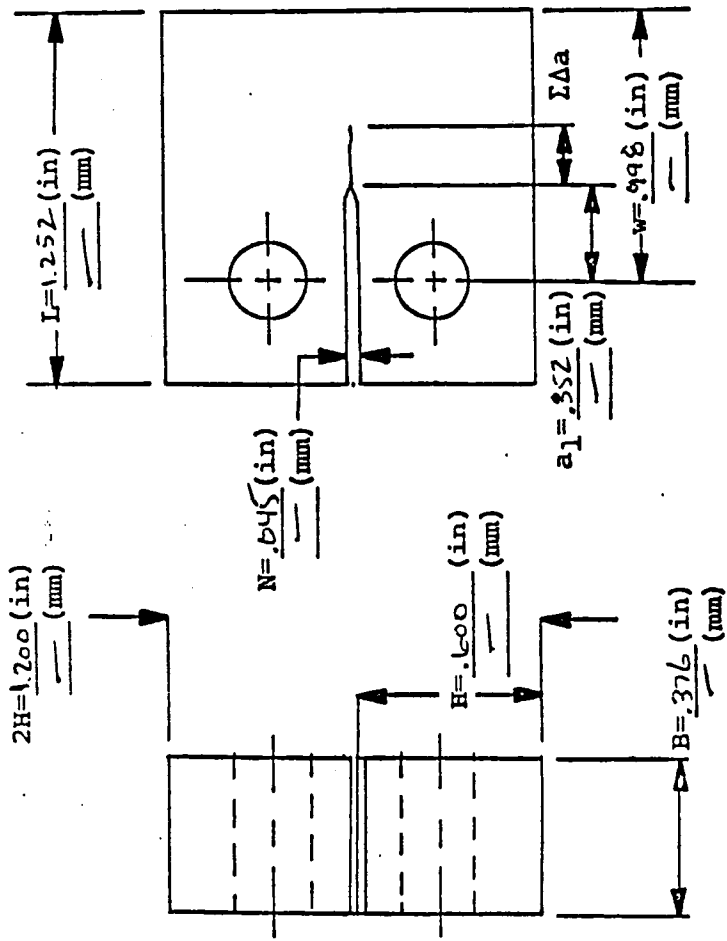 L=1.252 (in)
— (mm)
ΣΔa
w=.998 (in)
— (mm)
a1=.352 (in)
— (mm)
N=.045 (in)
— (mm)
2H=1.200 (in)
— (mm)
H=.600 (in)
— (mm)
B=.376 (in)
— (mm)